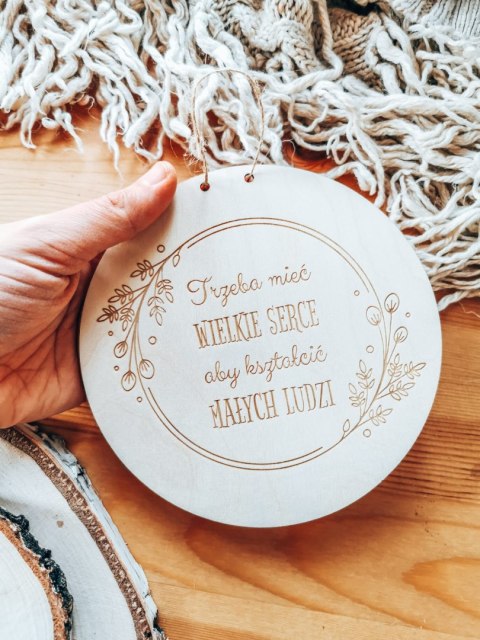 Trzeba mieć
WIELKIE SERCE
aby kształcić
MAŁYCH LUDZI